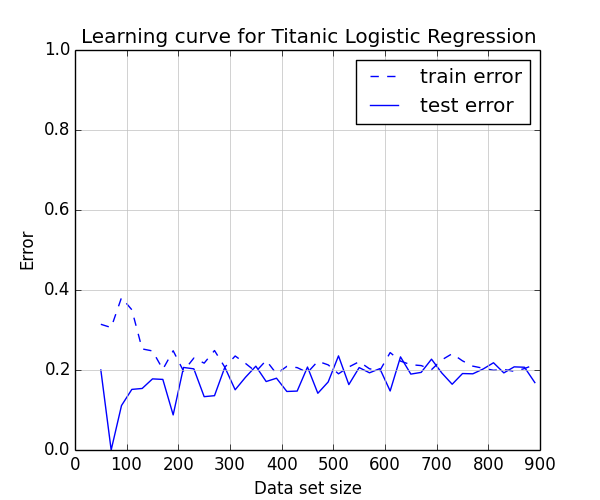 Learning curve for Titanic Logistic Regression
1.0
train error
test error
0.8
0.6
Error
0.4
0.2
0.0
0 100 200 300 400 500 600 700 800 900
Data set size